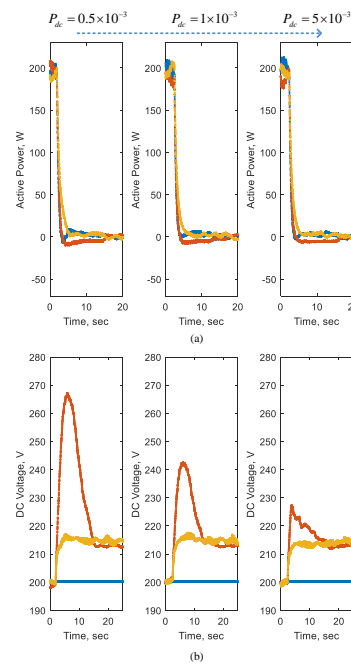 P_dc = 0.5×10⁻³ P_dc = 1×10⁻³ P_dc = 5×10⁻³
200
150
100
50
0
-50
Active Power, W
0 10 20
Time, sec
200
150
100
50
0
-50
Active Power, W
0 10 20
Time, sec
200
150
100
50
0
-50
Active Power, W
0 10 20
Time, sec
(a)
280
270
260
250
240
230
220
210
200
190
DC Voltage, V
0 10 20
Time, sec
280
270
260
250
240
230
220
210
200
190
DC Voltage, V
0 10 20
Time, sec
280
270
260
250
240
230
220
210
200
190
DC Voltage, V
0 10 20
Time, sec
(b)